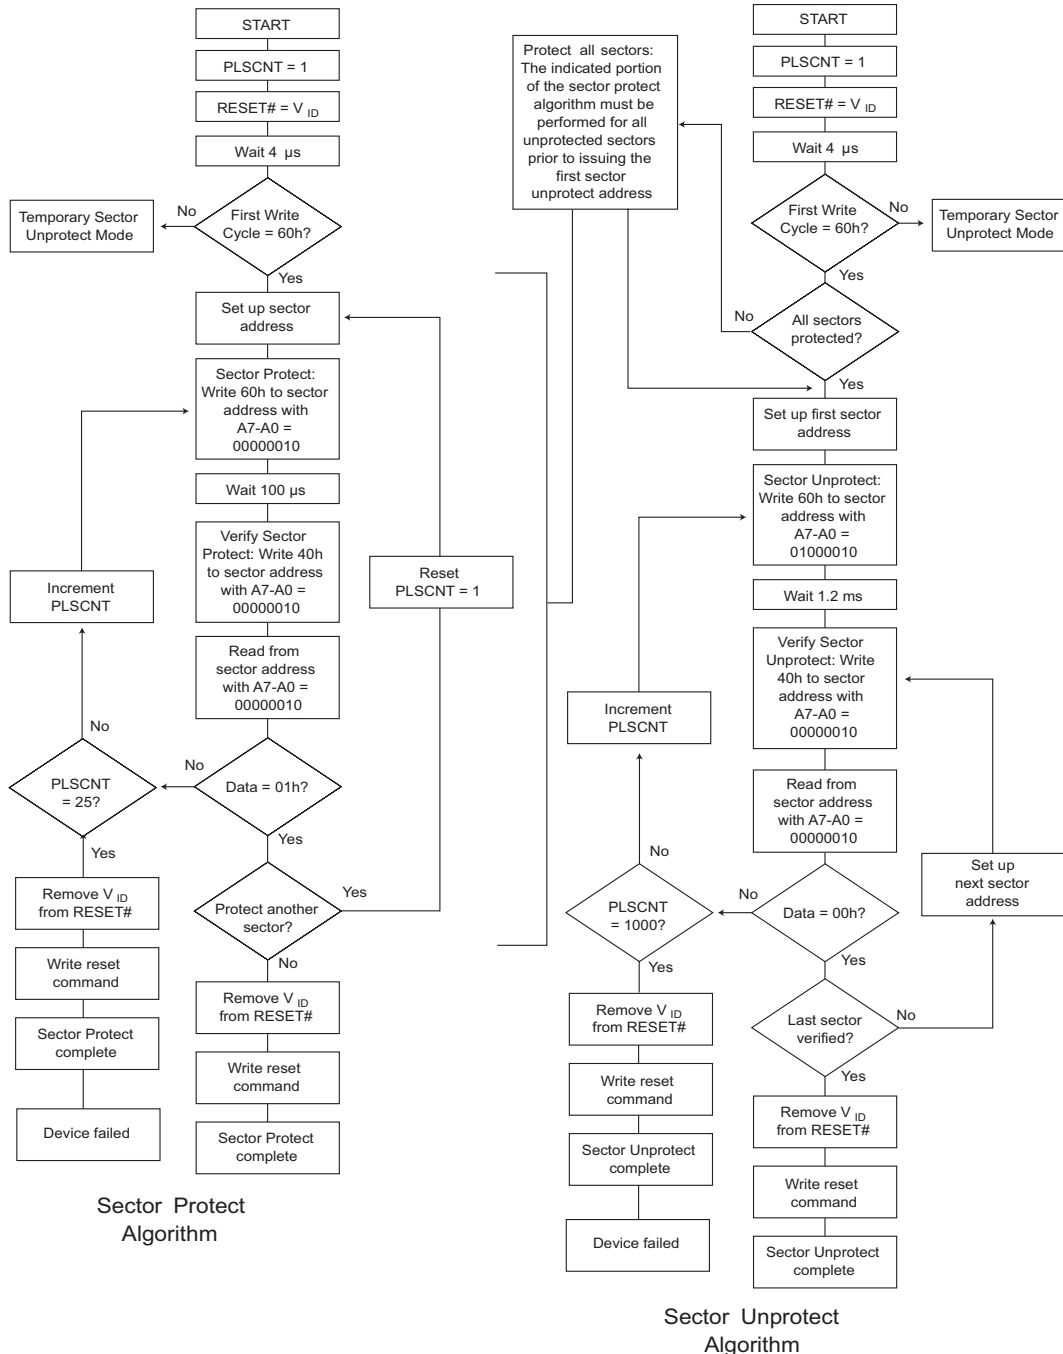 START
PLSCNT = 1
RESET# = V ID
Wait 4 µs
First Write
Cycle = 60h?
No
Temporary Sector
Unprotect Mode
Yes
Set up sector
address
Sector Protect:
Write 60h to sector
address with
A7-A0 =
00000010
Wait 100 µs
Verify Sector
Protect: Write 40h
to sector address
with A7-A0 =
00000010
Read from
sector address
with A7-A0 =
00000010
Data = 01h?
No
PLSCNT
= 25?
No
Increment
PLSCNT
Yes
Remove V ID
from RESET#
Write reset
command
Sector Protect
complete
Device failed
Yes
Protect another
sector?
Yes
Reset
PLSCNT = 1
No
Remove V ID
from RESET#
Write reset
command
Sector Protect
complete
Sector Protect
Algorithm
Protect all sectors:
The indicated portion
of the sector protect
algorithm must be
performed for all
unprotected sectors
prior to issuing the
first sector
unprotect address
START
PLSCNT = 1
RESET# = V ID
Wait 4 µs
First Write
Cycle = 60h?
No
Temporary Sector
Unprotect Mode
Yes
All sectors
protected?
No
Yes
Set up first sector
address
Sector Unprotect:
Write 60h to sector
address with
A7-A0 =
01000010
Wait 1.2 ms
Verify Sector
Unprotect: Write
40h to sector
address with
A7-A0 =
00000010
Read from
sector address
with A7-A0 =
00000010
Data = 00h?
No
PLSCNT
= 1000?
No
Increment
PLSCNT
Yes
Remove V ID
from RESET#
Write reset
command
Sector Unprotect
complete
Device failed
Yes
Last sector
verified?
No
Set up
next sector
address
Yes
Remove V ID
from RESET#
Write reset
command
Sector Unprotect
complete
Sector Unprotect
Algorithm